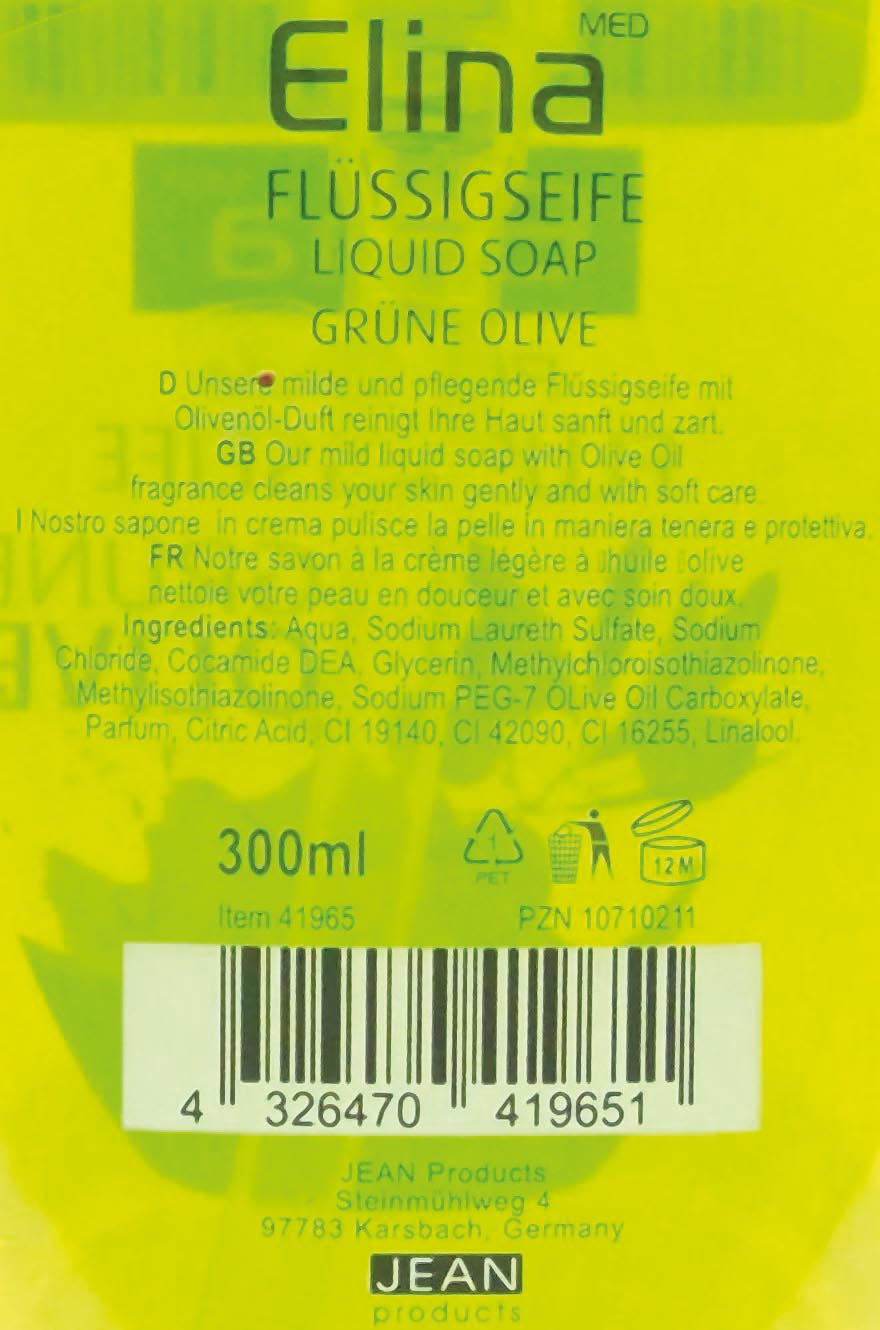 Elina MED
FLÜSSIGSEIFE
LIQUID SOAP
GRÜNE OLIVE
D Unsere milde und pflegende Flüssigseife mit
Olivenöl-Duft reinigt Ihre Haut sanft und zart.
GB Our mild liquid soap with Olive Oil
fragrance cleans your skin gently and with soft care.
I Nostro sapone in crema pulisce la pelle in maniera tenera e protettiva.
FR Notre savon à la crème légère à lhuile olive
nettoie votre peau en douceur et avec soin doux.
Ingredients: Aqua, Sodium Laureth Sulfate, Sodium
Chloride, Cocamide DEA, Glycerin, Methylchloroisothiazolinone,
Methylisothiazolinone, Sodium PEG-7 OLive Oil Carboxylate,
Parfum, Citric Acid, CI 19140, CI 42090, CI 16255, Linalool.
300ml
1
PET
12 M
Item 41965
PZN 10710211
4 326470 419651
JEAN Products
Steinmühlweg 4
97783 Karsbach, Germany
JEAN
products